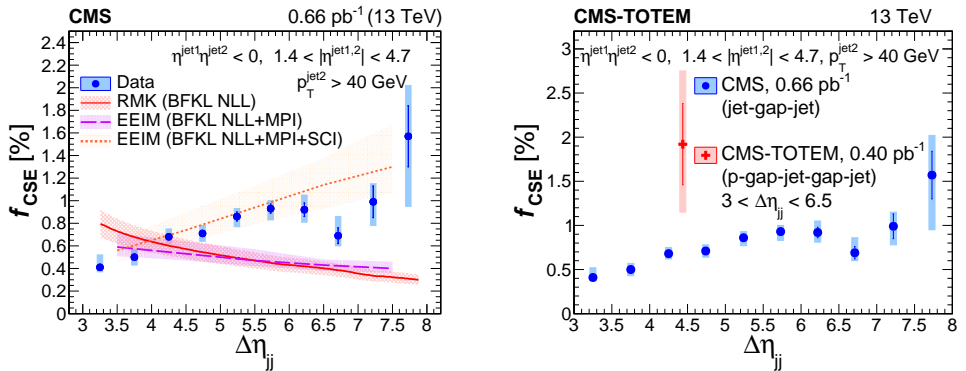 CMS 0.66 pb⁻¹ (13 TeV)
η^jet1 η^jet2 < 0, 1.4 < |η^jet1,2| < 4.7
p_T^jet2 > 40 GeV
Data
RMK (BFKL NLL)
EEIM (BFKL NLL+MPI)
EEIM (BFKL NLL+MPI+SCI)
f_CSE [%]
2.4
2.2
2
1.8
1.6
1.4
1.2
1
0.8
0.6
0.4
0.2
0
3 3.5 4 4.5 5 5.5 6 6.5 7 7.5 8
Δη_jj
CMS-TOTEM 13 TeV
η^jet1 η^jet2 < 0, 1.4 < |η^jet1,2| < 4.7, p_T^jet2 > 40 GeV
CMS, 0.66 pb⁻¹
(jet-gap-jet)
CMS-TOTEM, 0.40 pb⁻¹
(p-gap-jet-gap-jet)
3 < Δη_jj < 6.5
f_CSE [%]
3
2.5
2
1.5
1
0.5
0
3 3.5 4 4.5 5 5.5 6 6.5 7 7.5 8
Δη_jj